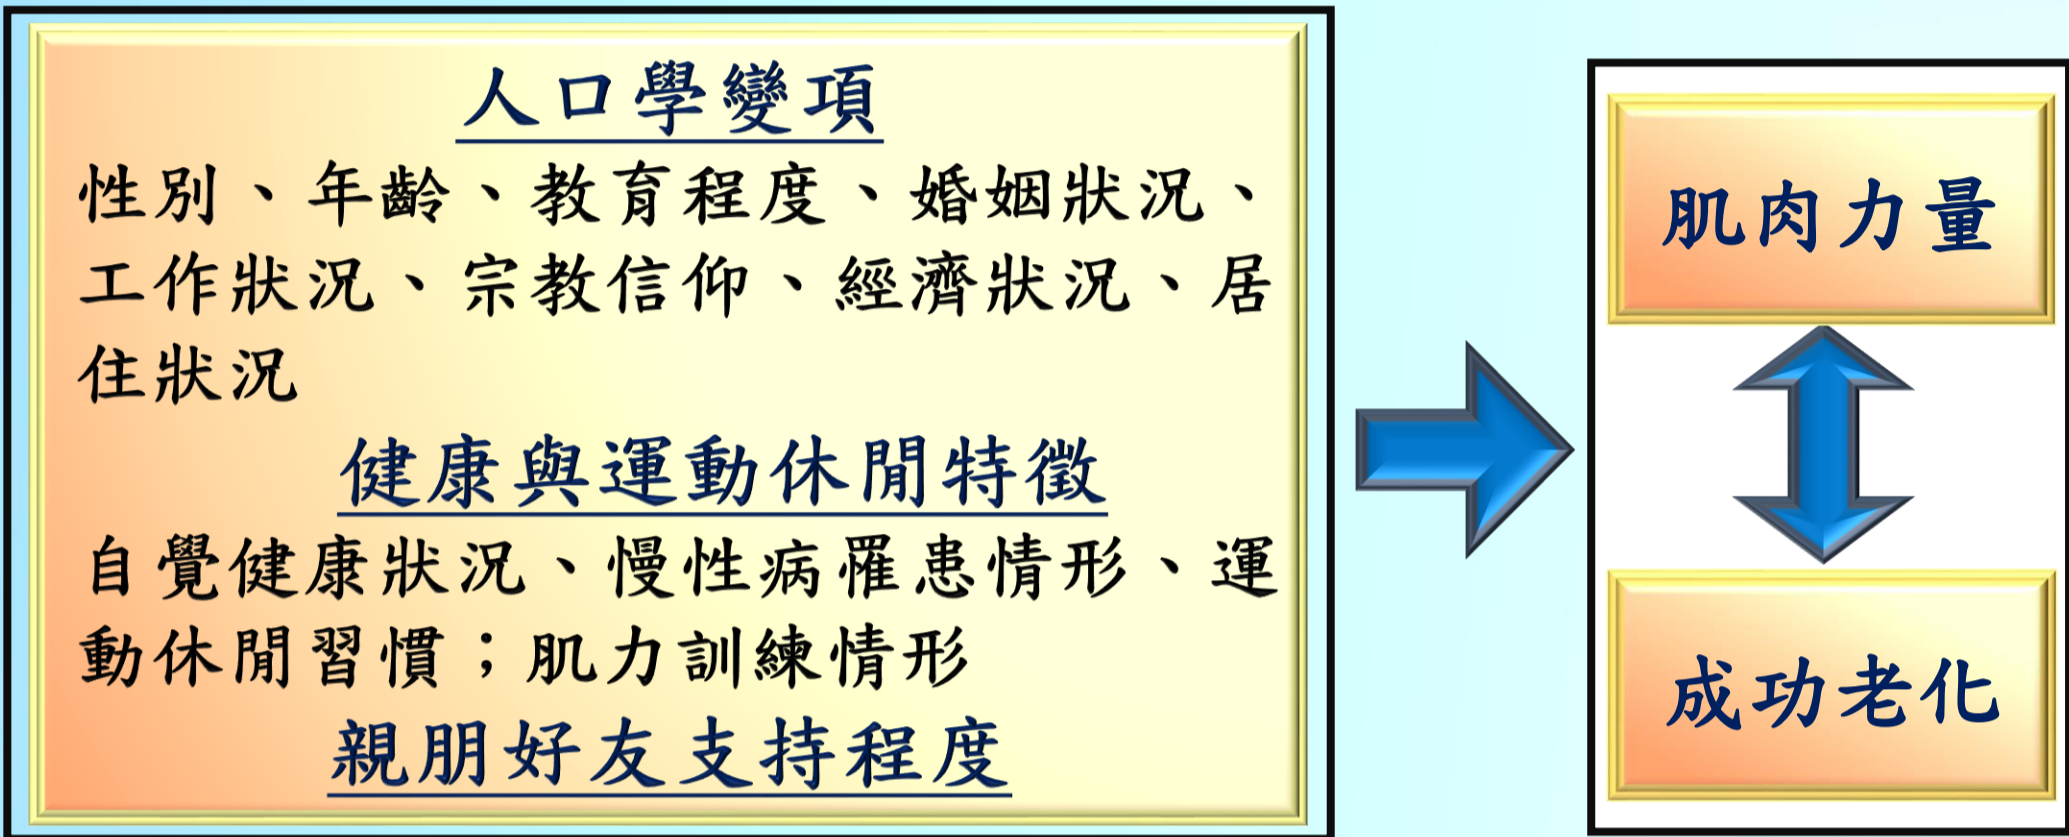 人口學變項
性別、年齡、教育程度、婚姻狀況、
工作狀況、宗教信仰、經濟狀況、居
住狀況
健康與運動休閒特徵
自覺健康狀況、慢性病罹患情形、運
動休閒習慣；肌力訓練情形
親朋好友支持程度
肌肉力量
成功老化